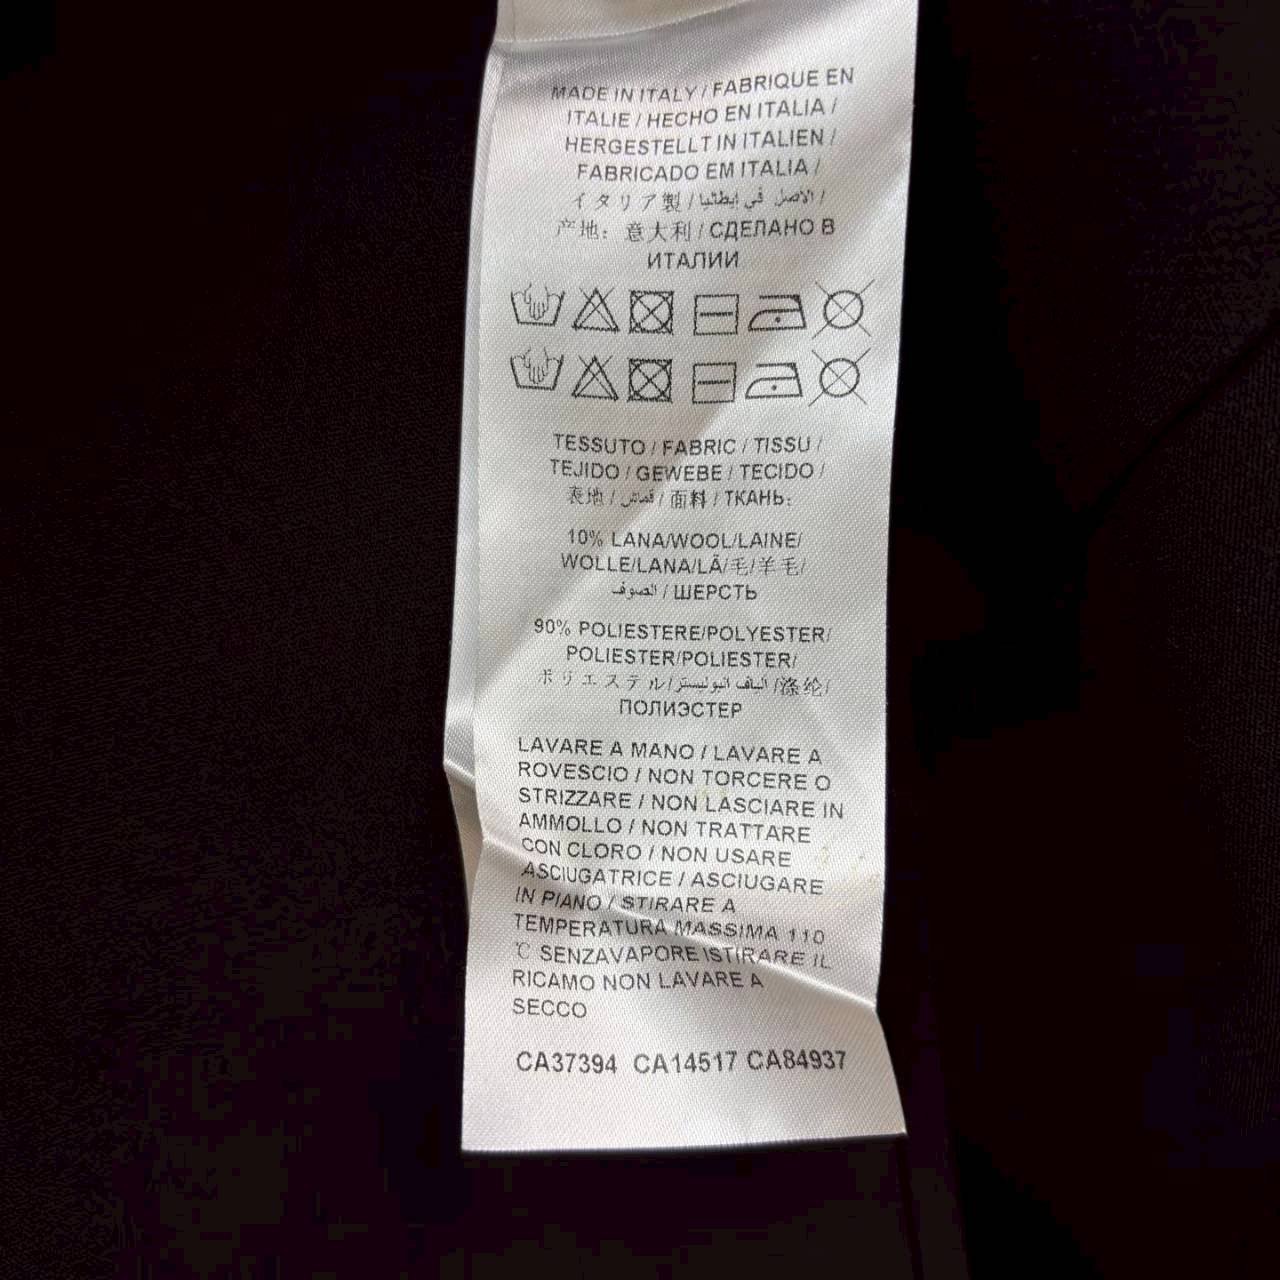 MADE IN ITALY / FABRIQUE EN
ITALIE / HECHO EN ITALIA /
HERGESTELLT IN ITALIEN /
FABRICADO EM ITALIA /
イタリア製 / الاصل في إيطاليا /
产地: 意大利 / СДЕЛАНО В
ИТАЛИИ
TESSUTO / FABRIC / TISSU /
TEJIDO / GEWEBE / TECIDO /
表地 / قماش / 面料 / ТКАНЬ:
10% LANA/WOOL/LAINE/
WOLLE/LANA/LÃ/毛/羊毛/
الصوف / ШЕРСТЬ
90% POLIESTERE/POLYESTER/
POLIESTER/POLIESTER/
ポリエステル/الياف البوليستر/涤纶/
ПОЛИЭСТЕР
LAVARE A MANO / LAVARE A
ROVESCIO / NON TORCERE O
STRIZZARE / NON LASCIARE IN
AMMOLLO / NON TRATTARE
CON CLORO / NON USARE
ASCIUGATRICE / ASCIUGARE
IN PIANO / STIRARE A
TEMPERATURA MASSIMA 110
℃ SENZAVAPORE\STIRARE IL
RICAMO NON LAVARE A
SECCO
CA37394 CA14517 CA84937